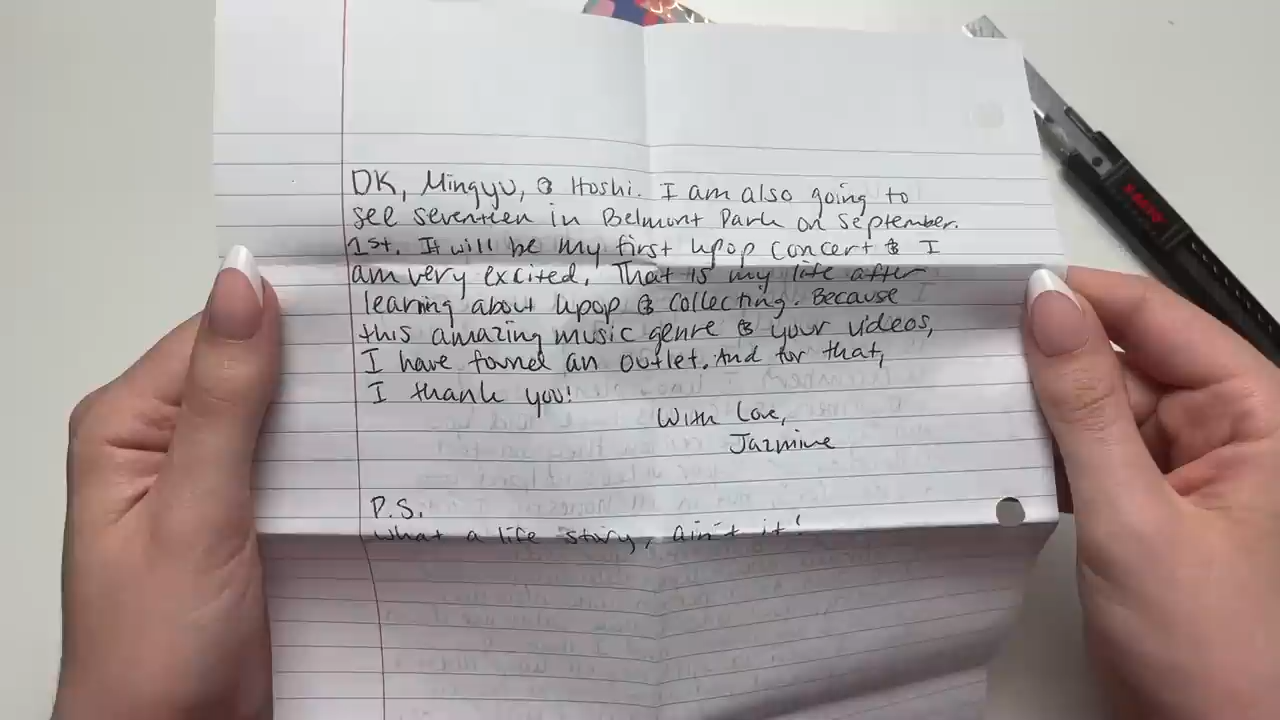 DK, Mingyu, & Hoshi. I am also going to
see seventeen in Belmont Park on September
1st. It will be my first kpop concert & I
am very excited. That is my life after
learning about kpop & collecting. Because
this amazing music genre & your videos,
I have found an outlet. And for that,
I thank you!
With Love,
Jazmine
P.S.
What a life story, ain't it!